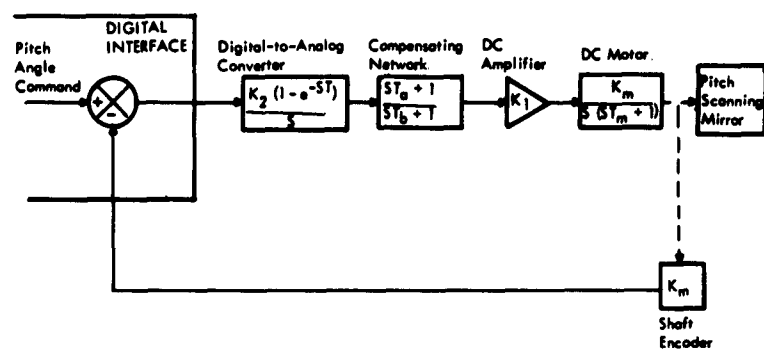 DIGITAL
INTERFACE
Pitch
Angle
Command
+
-
Digital-to-Analog
Converter
K2 (1 - e^-ST)
S
Compensating
Network
STa + 1
STb + 1
DC
Amplifier
K1
DC Motor
Km
S (STm + 1)
Pitch
Scanning
Mirror
Km
Shaft
Encoder